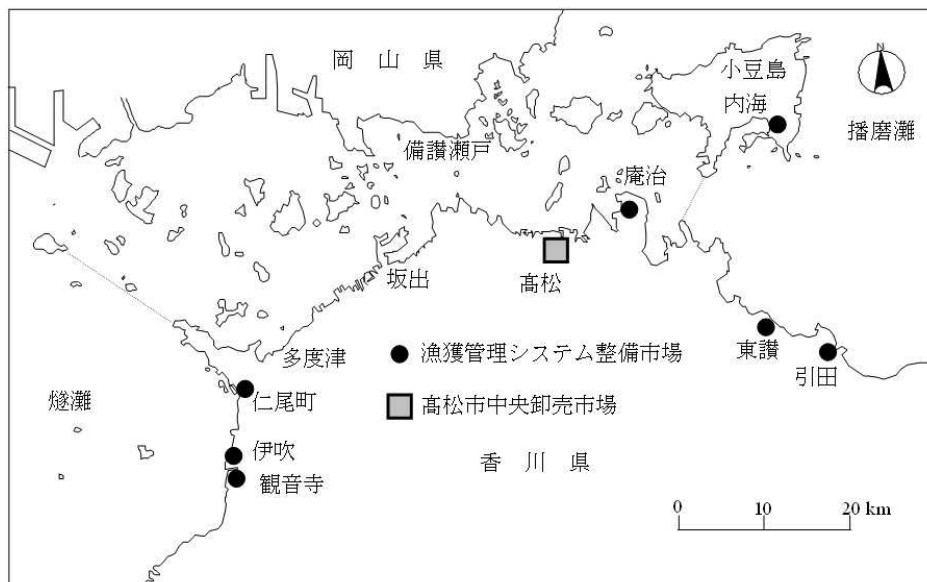 岡 山 県
小豆島
N
内海
播磨灘
備讃瀬戸
庵治
坂出
髙松
多度津
漁獲管理システム整備市場
東讃
引田
燧灘
仁尾町
髙松市中央卸売市場
伊吹
香 川 県
観音寺
0 10 20 km